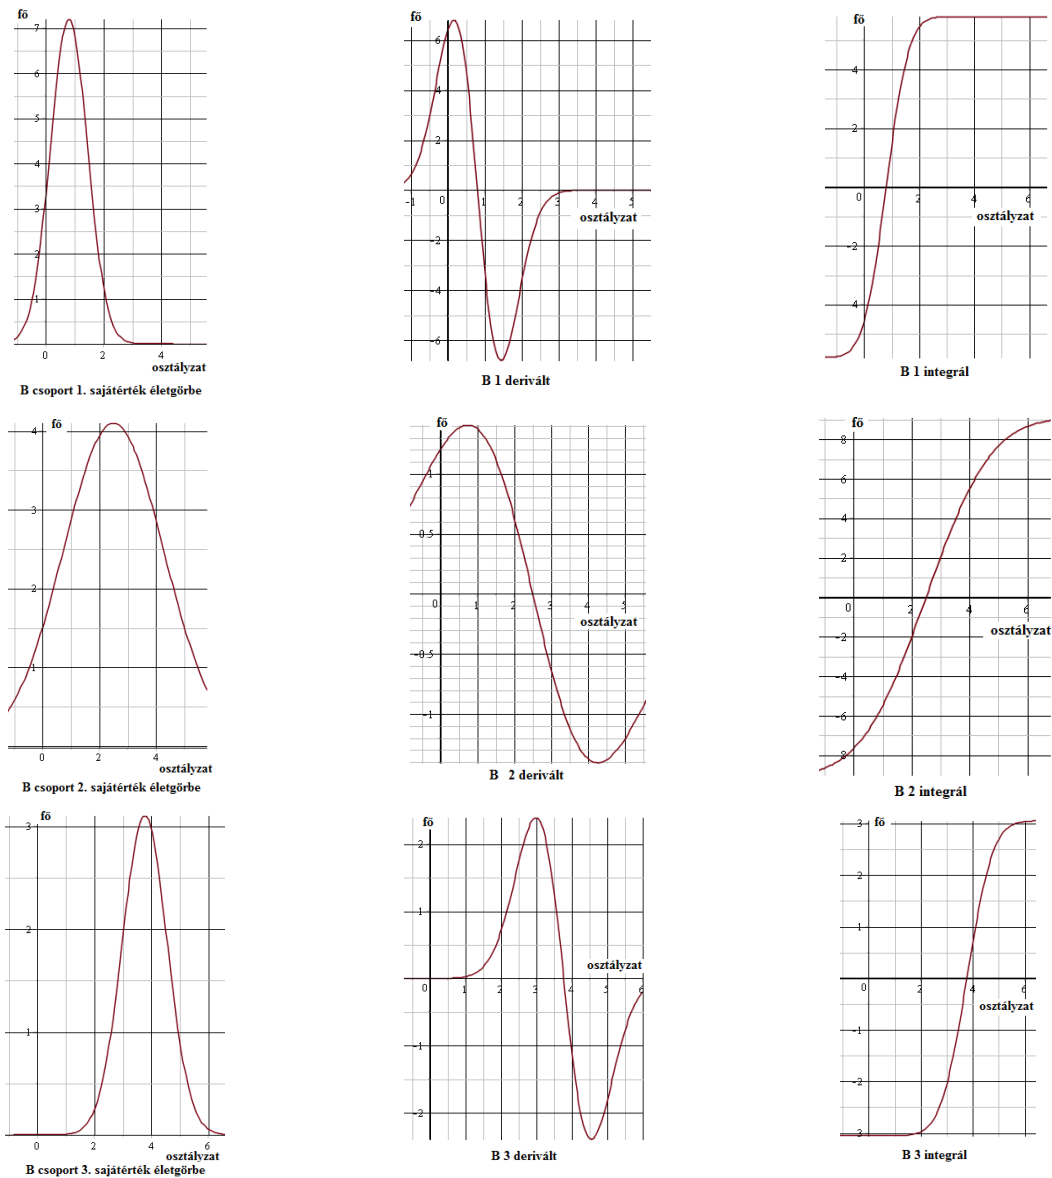 fő
7
6
5
4
3
2
1
0 2 4
osztályzat
B csoport 1. sajátérték életgörbe
fő
6
4
2
-1 0 1 2 3 5
osztályzat
-2
-4
-6
B 1 derivált
fő
4
2
0 2 4 6
osztályzat
-2
4
B 1 integrál
fő
4
3
2
1
0 2 4
osztályzat
B csoport 2. sajátérték életgörbe
fő
1
0.5
0 1 2 3 4 5
osztályzat
-0.5
-1
B 2 derivált
fő
8
6
4
2
0 2 4 6
osztályzat
-2
-4
-6
8
B 2 integrál
fő
3
2
1
0 2 4 6
osztályzat
B csoport 3. sajátérték életgörbe
fő
2
1
osztályzat
0 1 2 3 4 5 6
-1
-2
B 3 derivált
fő
3
2
1
0 2 4 6
osztályzat
-1
-2
-3
B 3 integrál